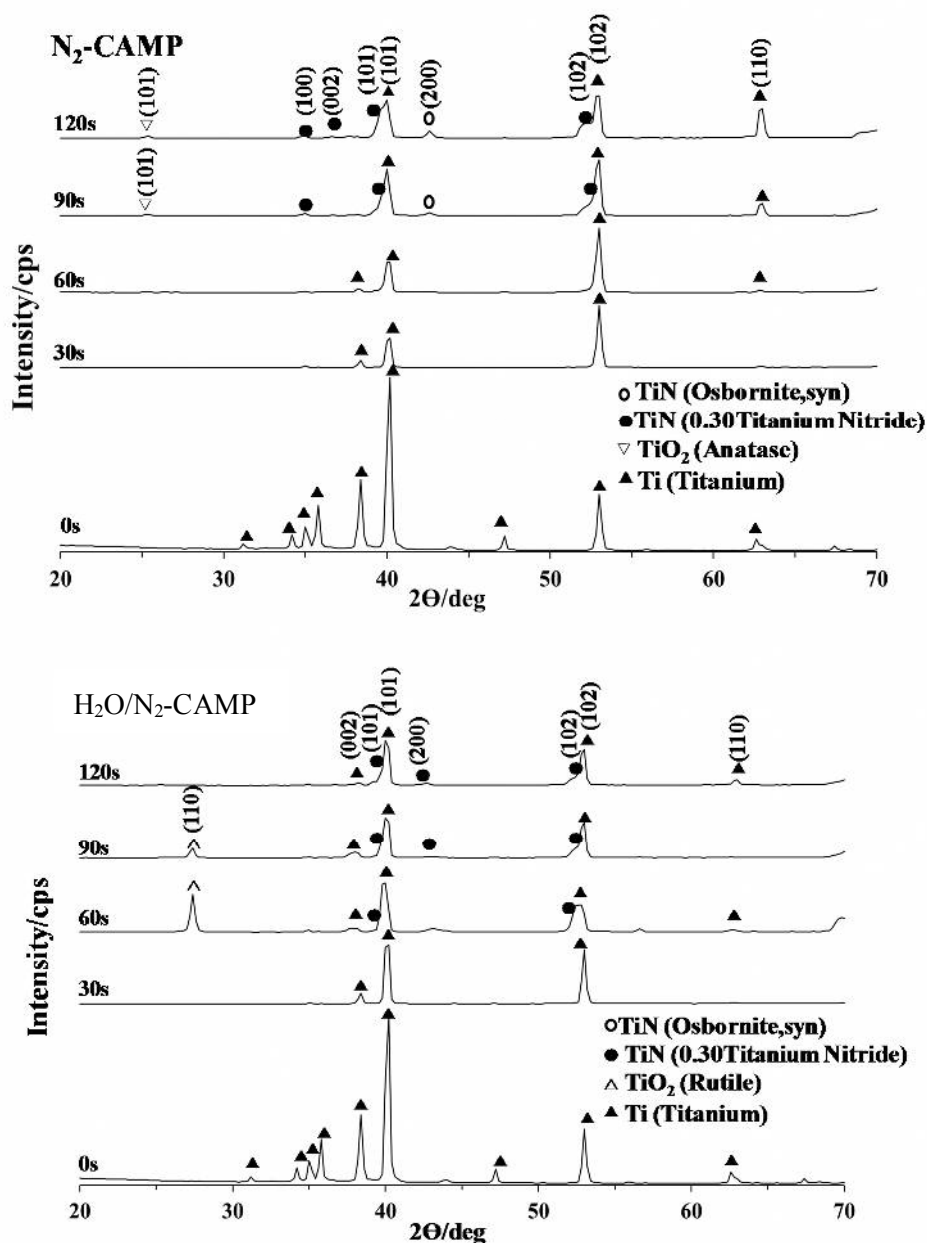 N₂-CAMP
(101) (100) (002) (101) (101) (200) (102) (102) (110)
120s
(101)
90s
60s
30s
0s
Intensity/cps
TiN (Osbornite,syn)
TiN (0.30Titanium Nitride)
TiO₂ (Anatase)
Ti (Titanium)
20 30 40 50 60 70
2Θ/deg
H₂O/N₂-CAMP
(002) (101) (101) (200) (102) (102) (110)
120s
(110)
90s
60s
30s
0s
Intensity/cps
TiN (Osbornite,syn)
TiN (0.30Titanium Nitride)
TiO₂ (Rutile)
Ti (Titanium)
20 30 40 50 60 70
2Θ/deg